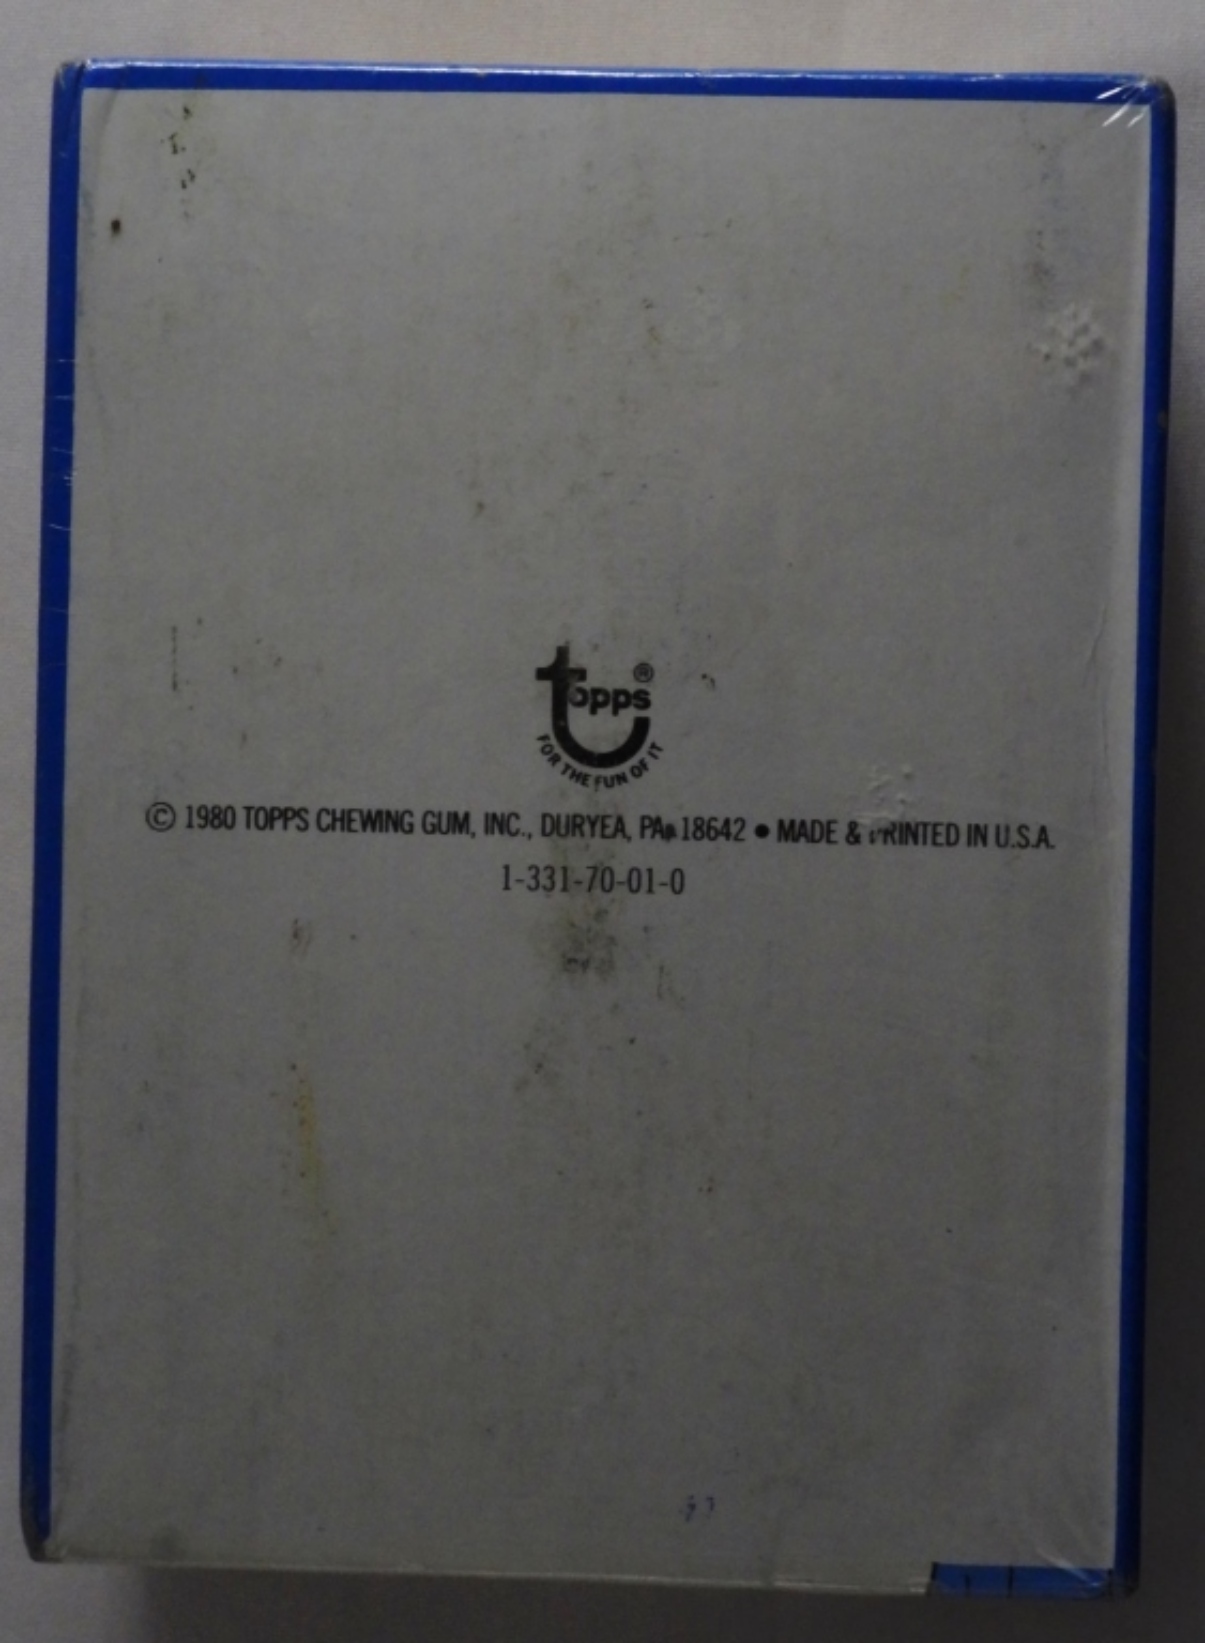 topps®
FOR THE FUN OF IT
© 1980 TOPPS CHEWING GUM, INC., DURYEA, PA. 18642 • MADE & PRINTED IN U.S.A.
1-331-70-01-0